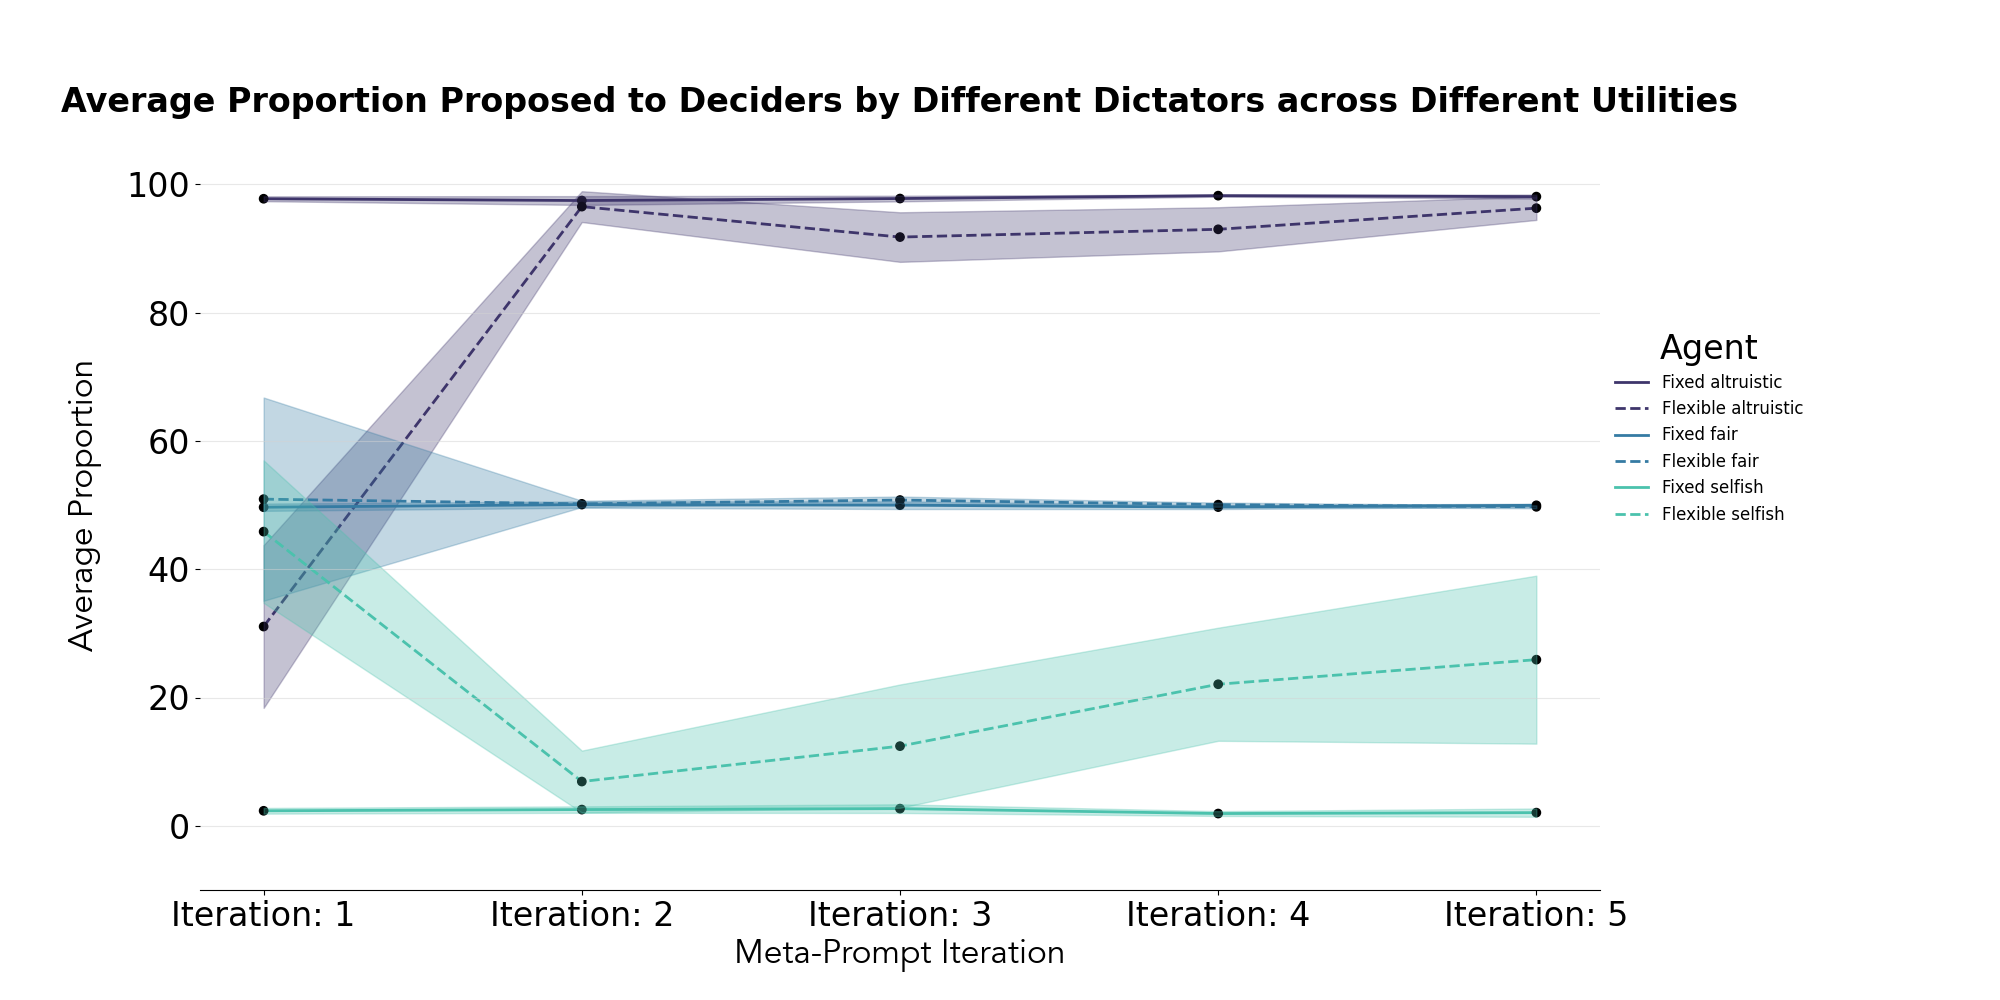 Average Proportion Proposed to Deciders by Different Dictators across Different Utilities
100
80
60
40
20
0
Average Proportion
Iteration: 1
Iteration: 2
Iteration: 3
Iteration: 4
Iteration: 5
Meta-Prompt Iteration
Agent
Fixed altruistic
Flexible altruistic
Fixed fair
Flexible fair
Fixed selfish
Flexible selfish